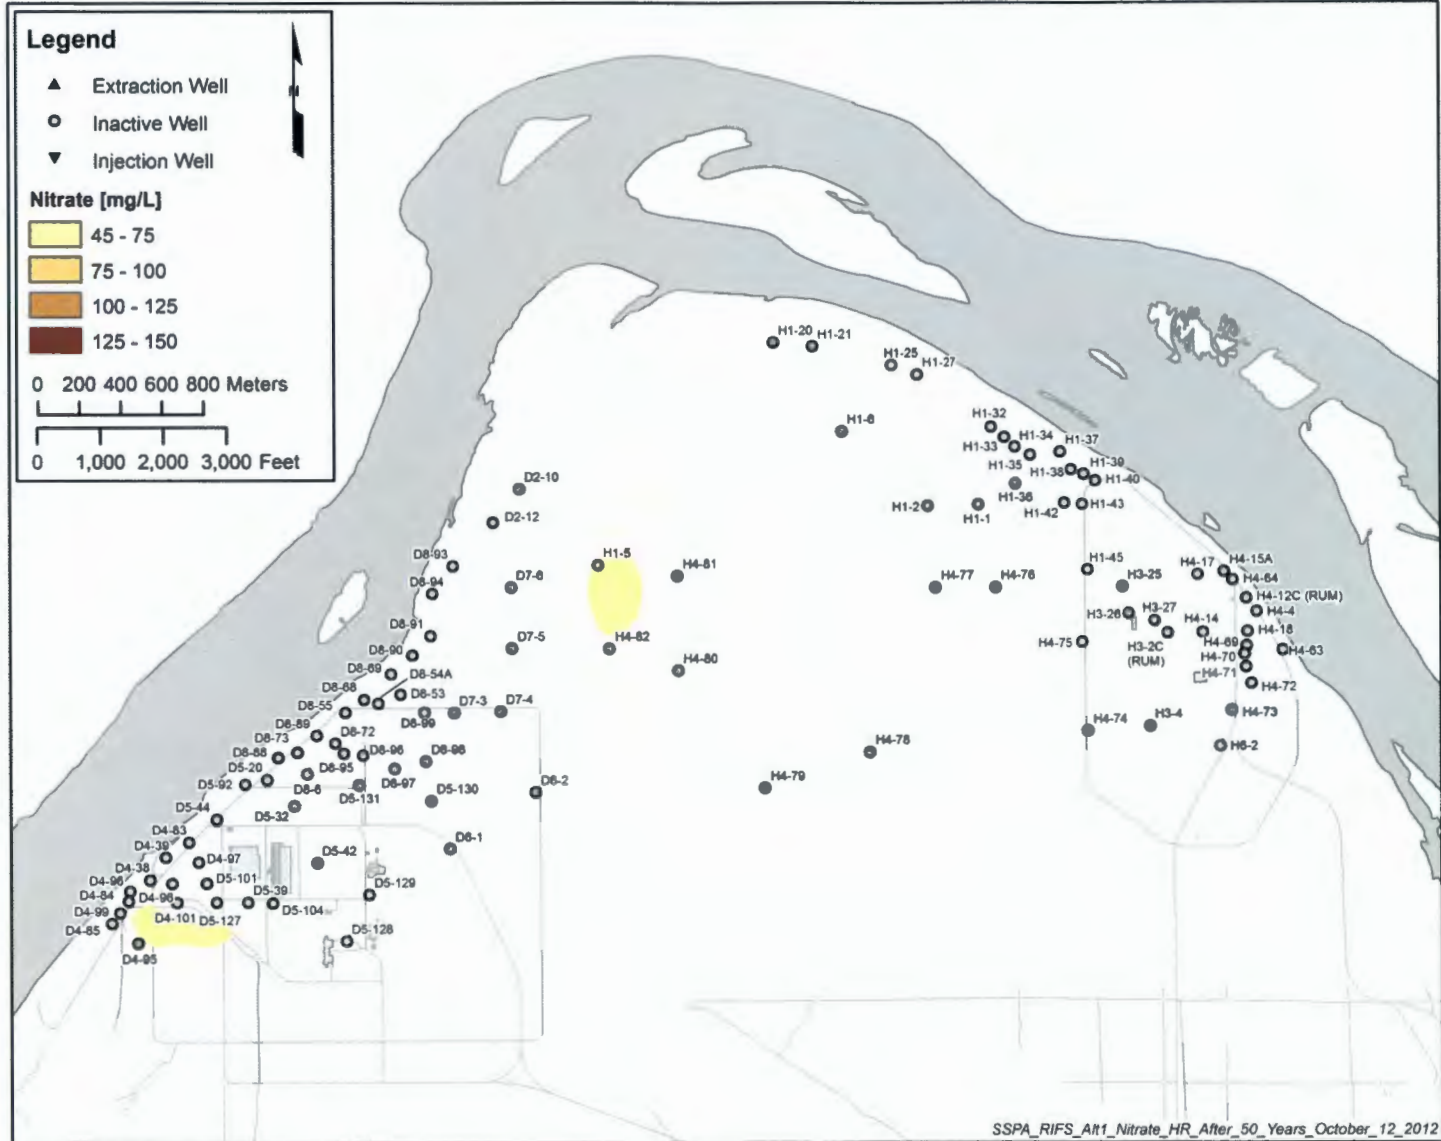 Legend
N
Extraction Well
Inactive Well
Injection Well
Nitrate [mg/L]
45 - 75
75 - 100
100 - 125
125 - 150
0 200 400 600 800 Meters
0 1,000 2,000 3,000 Feet
H1-20
H1-21
H1-25
H1-27
H1-6
H1-32
H1-33
H1-34
H1-37
H1-35
H1-38
H1-39
H1-40
H1-36
H1-2
H1-1
H1-42
H1-43
D2-10
D2-12
D8-93
D8-94
D7-6
H1-5
H4-81
H4-77
H4-76
H1-45
H3-25
H4-17
H4-15A
H4-64
H4-12C (RUM)
H4-4
H3-26
H3-27
H4-14
H4-18
H4-69
H4-63
H4-75
H3-2C
(RUM)
H4-70
H4-71
H4-72
D8-91
D8-90
D7-5
H4-82
H4-80
D8-69
D8-54A
D8-68
D8-53
D8-55
D8-99
D7-3
D7-4
H4-73
H4-74
H3-4
H6-2
D8-89
D8-73
D8-72
D8-88
D8-96
D8-98
H4-78
D5-20
D8-95
D8-97
D5-92
D8-6
D5-131
D5-130
D6-2
H4-79
D5-44
D5-32
D4-83
D6-1
D4-39
D4-97
D5-42
D4-38
D5-101
D4-96
D4-84
D4-98
D5-39
D5-129
D4-99
D4-101
D5-127
D5-104
D4-85
D5-128
D4-95
SSPA_RIFS_Alt1_Nitrate_HR_After_50_Years_October_12_2012